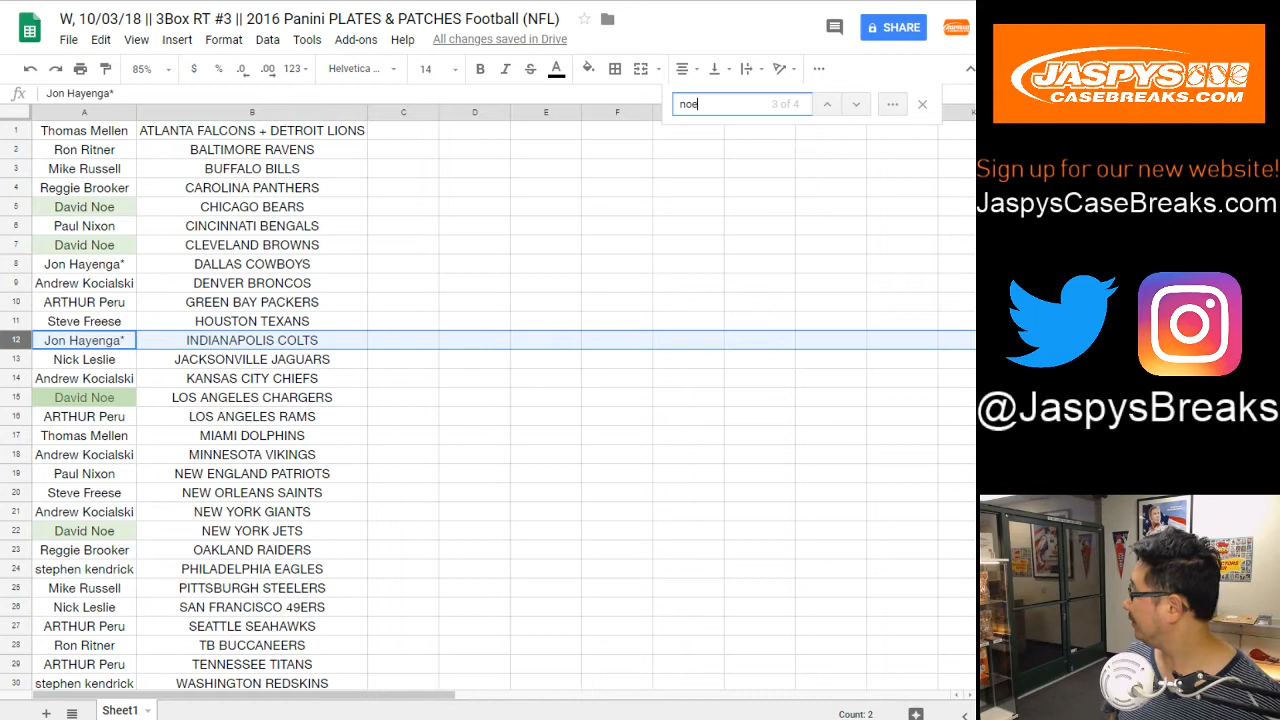 W, 10/03/18 || 3Box RT #3 || 2016 Panini PLATES & PATCHES Football (NFL)
File Edit View Insert Data Tools Add-ons Help All changes saved in Drive
SHARE
85% $ % .0 .00 123 14 B I S A
fx Jon Hayenga*
noe 3 of 4
A B C D E F
1 Thomas Mellen ATLANTA FALCONS + DETROIT LIONS
2 Ron Ritner BALTIMORE RAVENS
3 Mike Russell BUFFALO BILLS
4 Reggie Brooker CAROLINA PANTHERS
5 David Noe CHICAGO BEARS
6 Paul Nixon CINCINNATI BENGALS
7 David Noe CLEVELAND BROWNS
8 Jon Hayenga* DALLAS COWBOYS
9 Andrew Kocialski DENVER BRONCOS
10 ARTHUR Peru GREEN BAY PACKERS
11 Steve Freese HOUSTON TEXANS
12 Jon Hayenga* INDIANAPOLIS COLTS
13 Nick Leslie JACKSONVILLE JAGUARS
14 Andrew Kocialski KANSAS CITY CHIEFS
15 David Noe LOS ANGELES CHARGERS
16 ARTHUR Peru LOS ANGELES RAMS
17 Thomas Mellen MIAMI DOLPHINS
18 Andrew Kocialski MINNESOTA VIKINGS
19 Paul Nixon NEW ENGLAND PATRIOTS
20 Steve Freese NEW ORLEANS SAINTS
21 Andrew Kocialski NEW YORK GIANTS
22 David Noe NEW YORK JETS
23 Reggie Brooker OAKLAND RAIDERS
24 stephen kendrick PHILADELPHIA EAGLES
25 Mike Russell PITTSBURGH STEELERS
26 Nick Leslie SAN FRANCISCO 49ERS
27 ARTHUR Peru SEATTLE SEAHAWKS
28 Ron Ritner TB BUCCANEERS
29 ARTHUR Peru TENNESSEE TITANS
30 stephen kendrick WASHINGTON REDSKINS
Sheet1
Count: 2
JASPYS
CASEBREAKS.COM
Sign up for our new website!
JaspysCaseBreaks.com
@JaspysBreaks